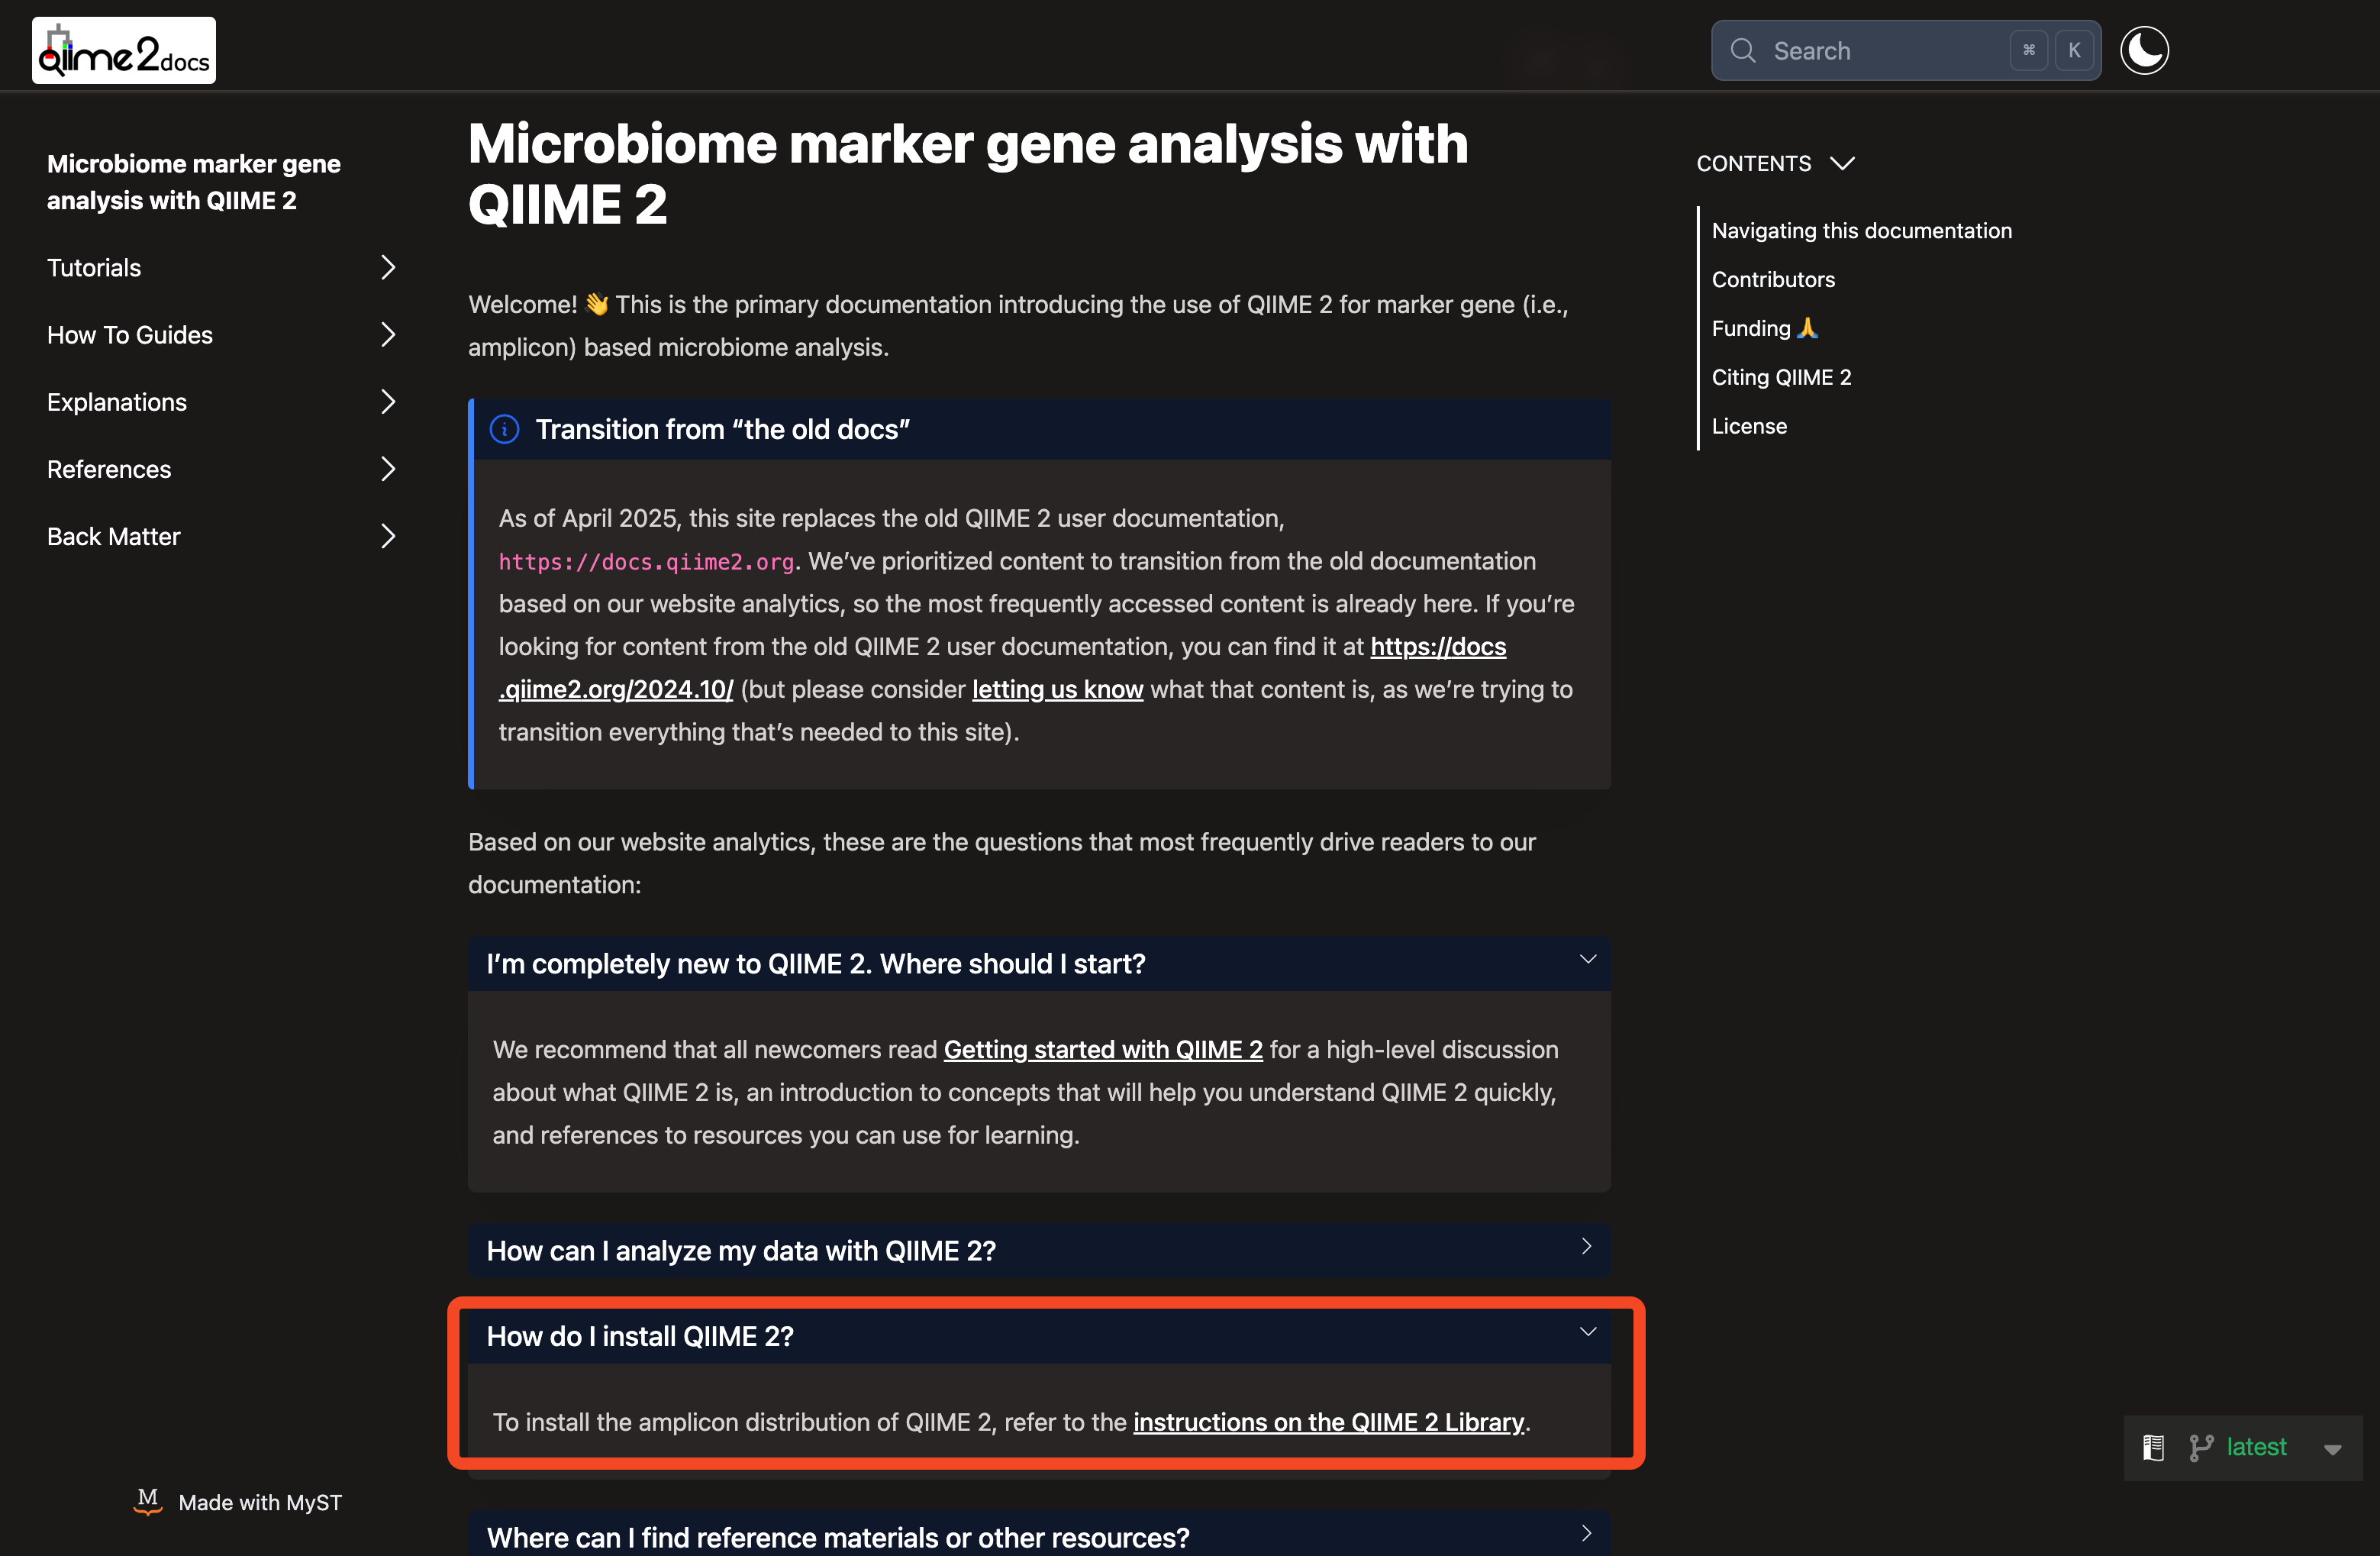 qiime2docs
Search
⌘ K
Microbiome marker gene
analysis with QIIME 2
Tutorials
How To Guides
Explanations
References
Back Matter
Made with MyST
Microbiome marker gene analysis with
QIIME 2
Welcome! 👋 This is the primary documentation introducing the use of QIIME 2 for marker gene (i.e.,
amplicon) based microbiome analysis.
Transition from “the old docs”
As of April 2025, this site replaces the old QIIME 2 user documentation,
https://docs.qiime2.org. We’ve prioritized content to transition from the old documentation
based on our website analytics, so the most frequently accessed content is already here. If you’re
looking for content from the old QIIME 2 user documentation, you can find it at https://docs
.qiime2.org/2024.10/ (but please consider letting us know what that content is, as we’re trying to
transition everything that’s needed to this site).
Based on our website analytics, these are the questions that most frequently drive readers to our
documentation:
I’m completely new to QIIME 2. Where should I start?
We recommend that all newcomers read Getting started with QIIME 2 for a high-level discussion
about what QIIME 2 is, an introduction to concepts that will help you understand QIIME 2 quickly,
and references to resources you can use for learning.
How can I analyze my data with QIIME 2?
How do I install QIIME 2?
To install the amplicon distribution of QIIME 2, refer to the instructions on the QIIME 2 Library.
Where can I find reference materials or other resources?
CONTENTS
Navigating this documentation
Contributors
Funding 🙏
Citing QIIME 2
License
latest